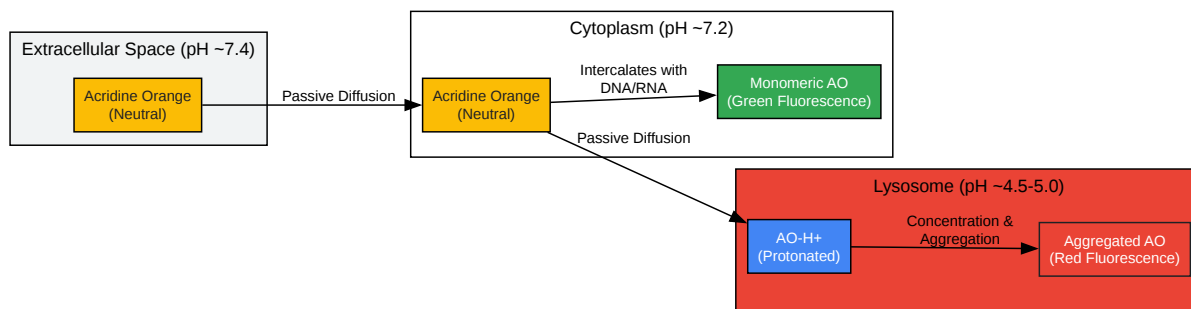 Extracellular Space (pH ~7.4)
Acridine Orange
(Neutral)
Passive Diffusion
Cytoplasm (pH ~7.2)
Acridine Orange
(Neutral)
Intercalates with
DNA/RNA
Monomeric AO
(Green Fluorescence)
Passive Diffusion
Lysosome (pH ~4.5-5.0)
AO-H+
(Protonated)
Concentration &
Aggregation
Aggregated AO
(Red Fluorescence)